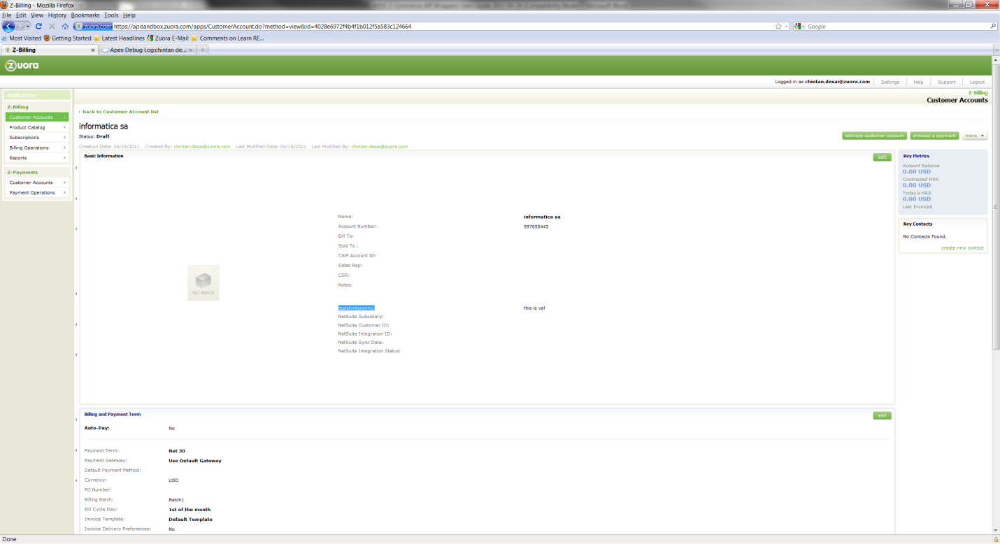 Z-Billing - Mozilla Firefox
File Edit View History Bookmarks Tools Help
zuora.com https://apisandbox.zuora.com/apps/CustomerAccount.do?method=view&id=4028e6972f4b4f1b012f5a583c124664
Google
Most Visited Getting Started Latest Headlines Zuora E-Mail Comments on Learn RE...
Z-Billing
Apex Debug Log:chintan de...
zuora
Logged in as chintan.desai@zuora.com Settings Help Support Logout
Applications
Z-Billing
Customer Accounts
Product Catalog
Subscriptions
Billing Operations
Reports
Z-Payments
Customer Accounts
Payment Operations
Z-Billing
Customer Accounts
‹ back to Customer Account list
informatica sa
Status: Draft
activate customer account process a payment more
Creation Date: 04/15/2011 Created By: chintan.desai@zuora.com Last Modified Date: 04/15/2011 Last Modified By: chintan.desai@zuora.com
Basic Information
edit
NO IMAGE
Name: informatica sa
Account Number: 997655443
Bill To:
Sold To :
CRM Account ID:
Sales Rep:
CSR:
Notes:
testchintansync: this is val
NetSuite Subsidiary:
NetSuite Customer ID:
NetSuite Integration ID:
NetSuite Sync Date:
NetSuite Integration Status:
Key Metrics
Account Balance
0.00 USD
Contracted MRR
0.00 USD
Today's MRR
0.00 USD
Last Invoiced
Key Contacts
No Contacts Found.
create new contact
Billing and Payment Term
edit
Auto-Pay: No
Payment Term: Net 30
Payment Gateway: Use Default Gateway
Default Payment Method:
Currency: USD
PO Number:
Billing Batch: Batch1
Bill Cycle Day: 1st of the month
Invoice Template: Default Template
Invoice Delivery Preferences: No
Done